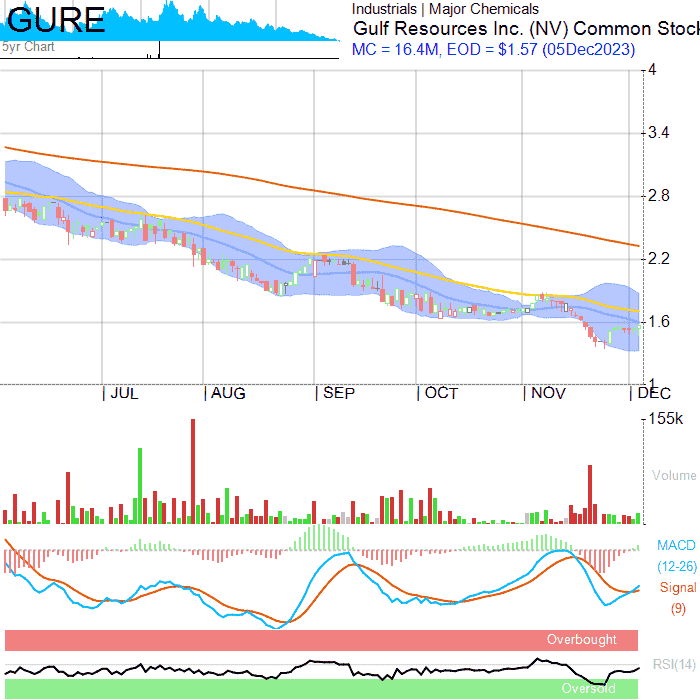 GURE
5yr Chart
Industrials | Major Chemicals
Gulf Resources Inc. (NV) Common Stock
MC = 16.4M, EOD = $1.57 (05Dec2023)
4
3.4
2.8
2.2
1.6
1
JUL AUG SEP OCT NOV DEC
155k
Volume
MACD
(12-26)
Signal
(9)
Overbought
RSI(14)
Oversold